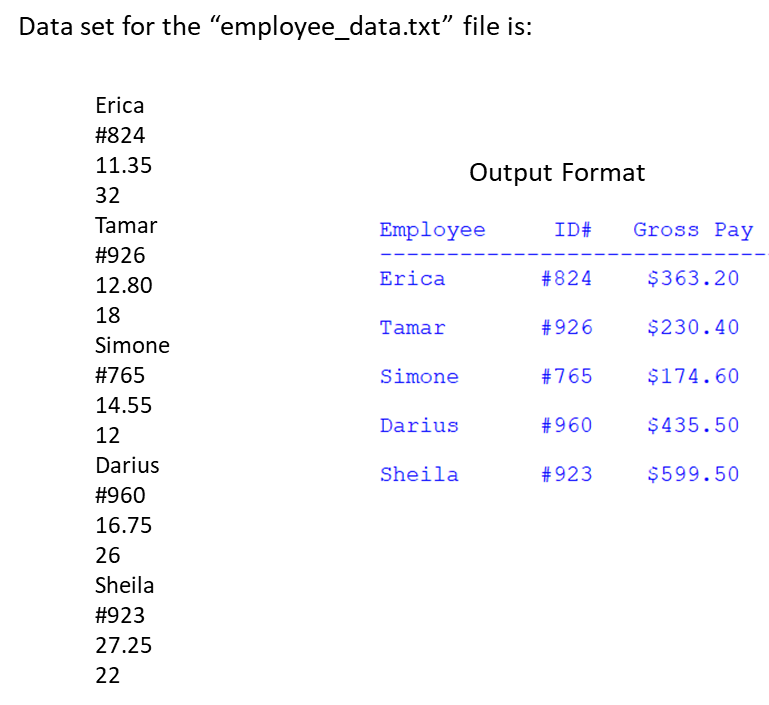 Data set for the “employee_data.txt” file is:
Erica
#824
11.35
32
Tamar
#926
12.80
18
Simone
#765
14.55
12
Darius
#960
16.75
26
Sheila
#923
27.25
22
Output Format
Employee ID# Gross Pay
-----------------------------
Erica #824 $363.20
Tamar #926 $230.40
Simone #765 $174.60
Darius #960 $435.50
Sheila #923 $599.50